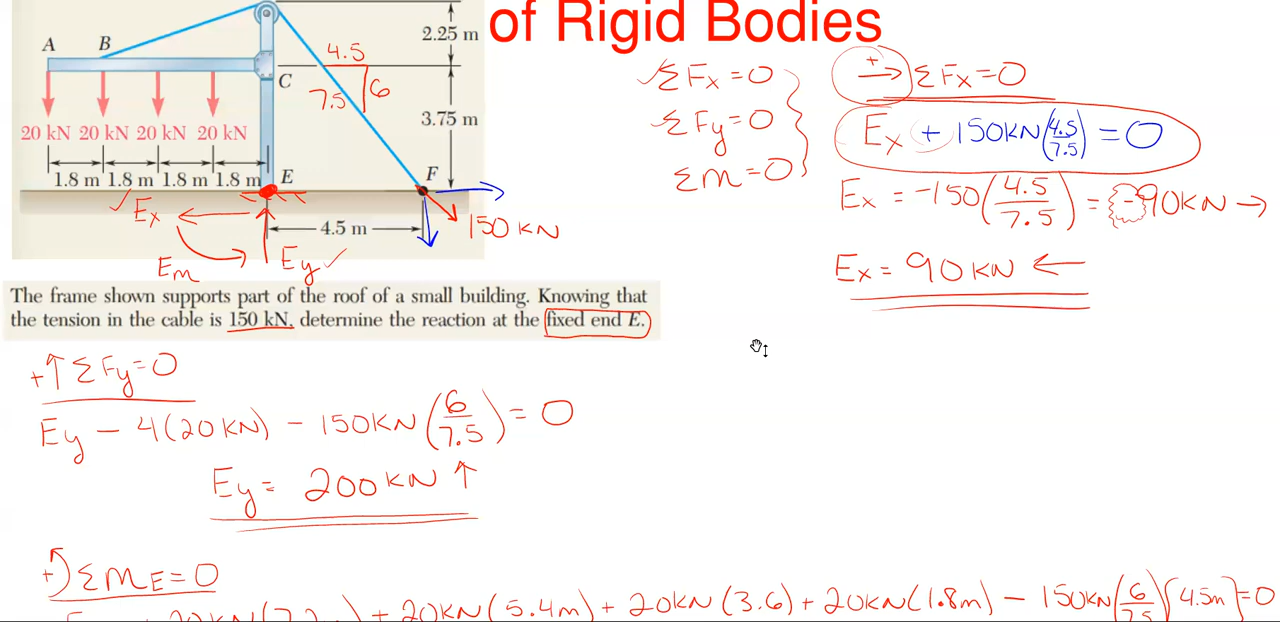 of Rigid Bodies
A B
2.25 m
4.5
C
7.5 6
20 kN 20 kN 20 kN 20 kN
3.75 m
1.8 m 1.8 m 1.8 m 1.8 m
E
F
Ex
4.5 m
150 KN
Em
Ey
The frame shown supports part of the roof of a small building. Knowing that
the tension in the cable is 150 kN, determine the reaction at the fixed end E.
ΣFx=0
ΣFy=0
Σm=0
+→ ΣFx=0
Ex + 150KN(4.5/7.5) = 0
Ex = -150(4.5/7.5) = -90KN →
Ex = 90 KN ←
+↑ ΣFy=0
Ey - 4(20KN) - 150KN(6/7.5) = 0
Ey = 200 KN ↑
+) ΣmE=0
+ 20KN(5.4m) + 20KN(3.6) + 20KN(1.8m) - 150KN(6/7.5)(4.5m)=0